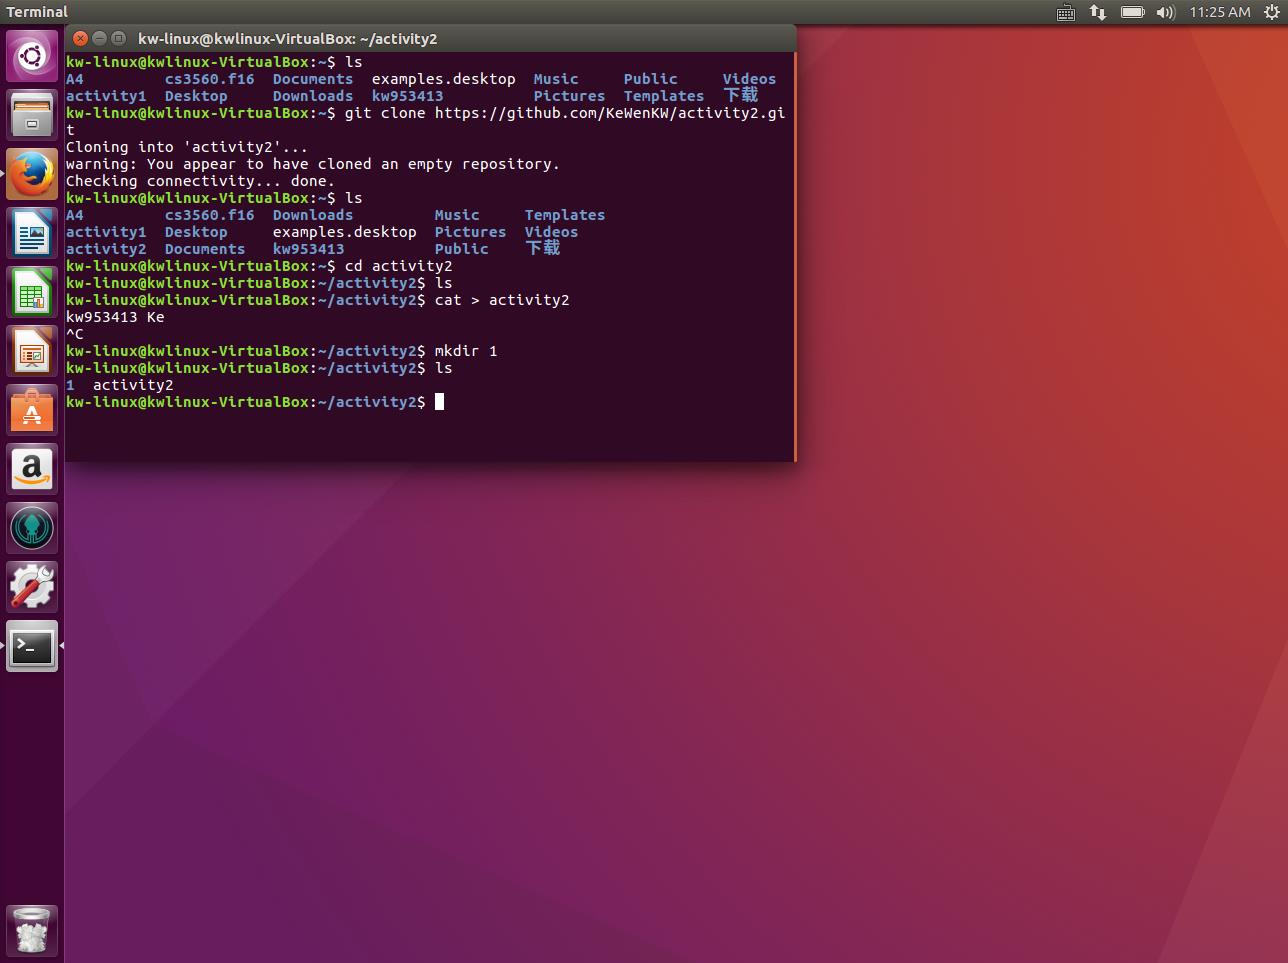 Terminal
11:25 AM
kw-linux@kwlinux-VirtualBox: ~/activity2
kw-linux@kwlinux-VirtualBox:~$ ls
A4 cs3560.f16 Documents examples.desktop Music Public Videos
activity1 Desktop Downloads kw953413 Pictures Templates 下载
kw-linux@kwlinux-VirtualBox:~$ git clone https://github.com/KeWenKW/activity2.gi
t
Cloning into 'activity2'...
warning: You appear to have cloned an empty repository.
Checking connectivity... done.
kw-linux@kwlinux-VirtualBox:~$ ls
A4 cs3560.f16 Downloads Music Templates
activity1 Desktop examples.desktop Pictures Videos
activity2 Documents kw953413 Public 下载
kw-linux@kwlinux-VirtualBox:~$ cd activity2
kw-linux@kwlinux-VirtualBox:~/activity2$ ls
kw-linux@kwlinux-VirtualBox:~/activity2$ cat > activity2
kw953413 Ke
^C
kw-linux@kwlinux-VirtualBox:~/activity2$ mkdir 1
kw-linux@kwlinux-VirtualBox:~/activity2$ ls
1 activity2
kw-linux@kwlinux-VirtualBox:~/activity2$